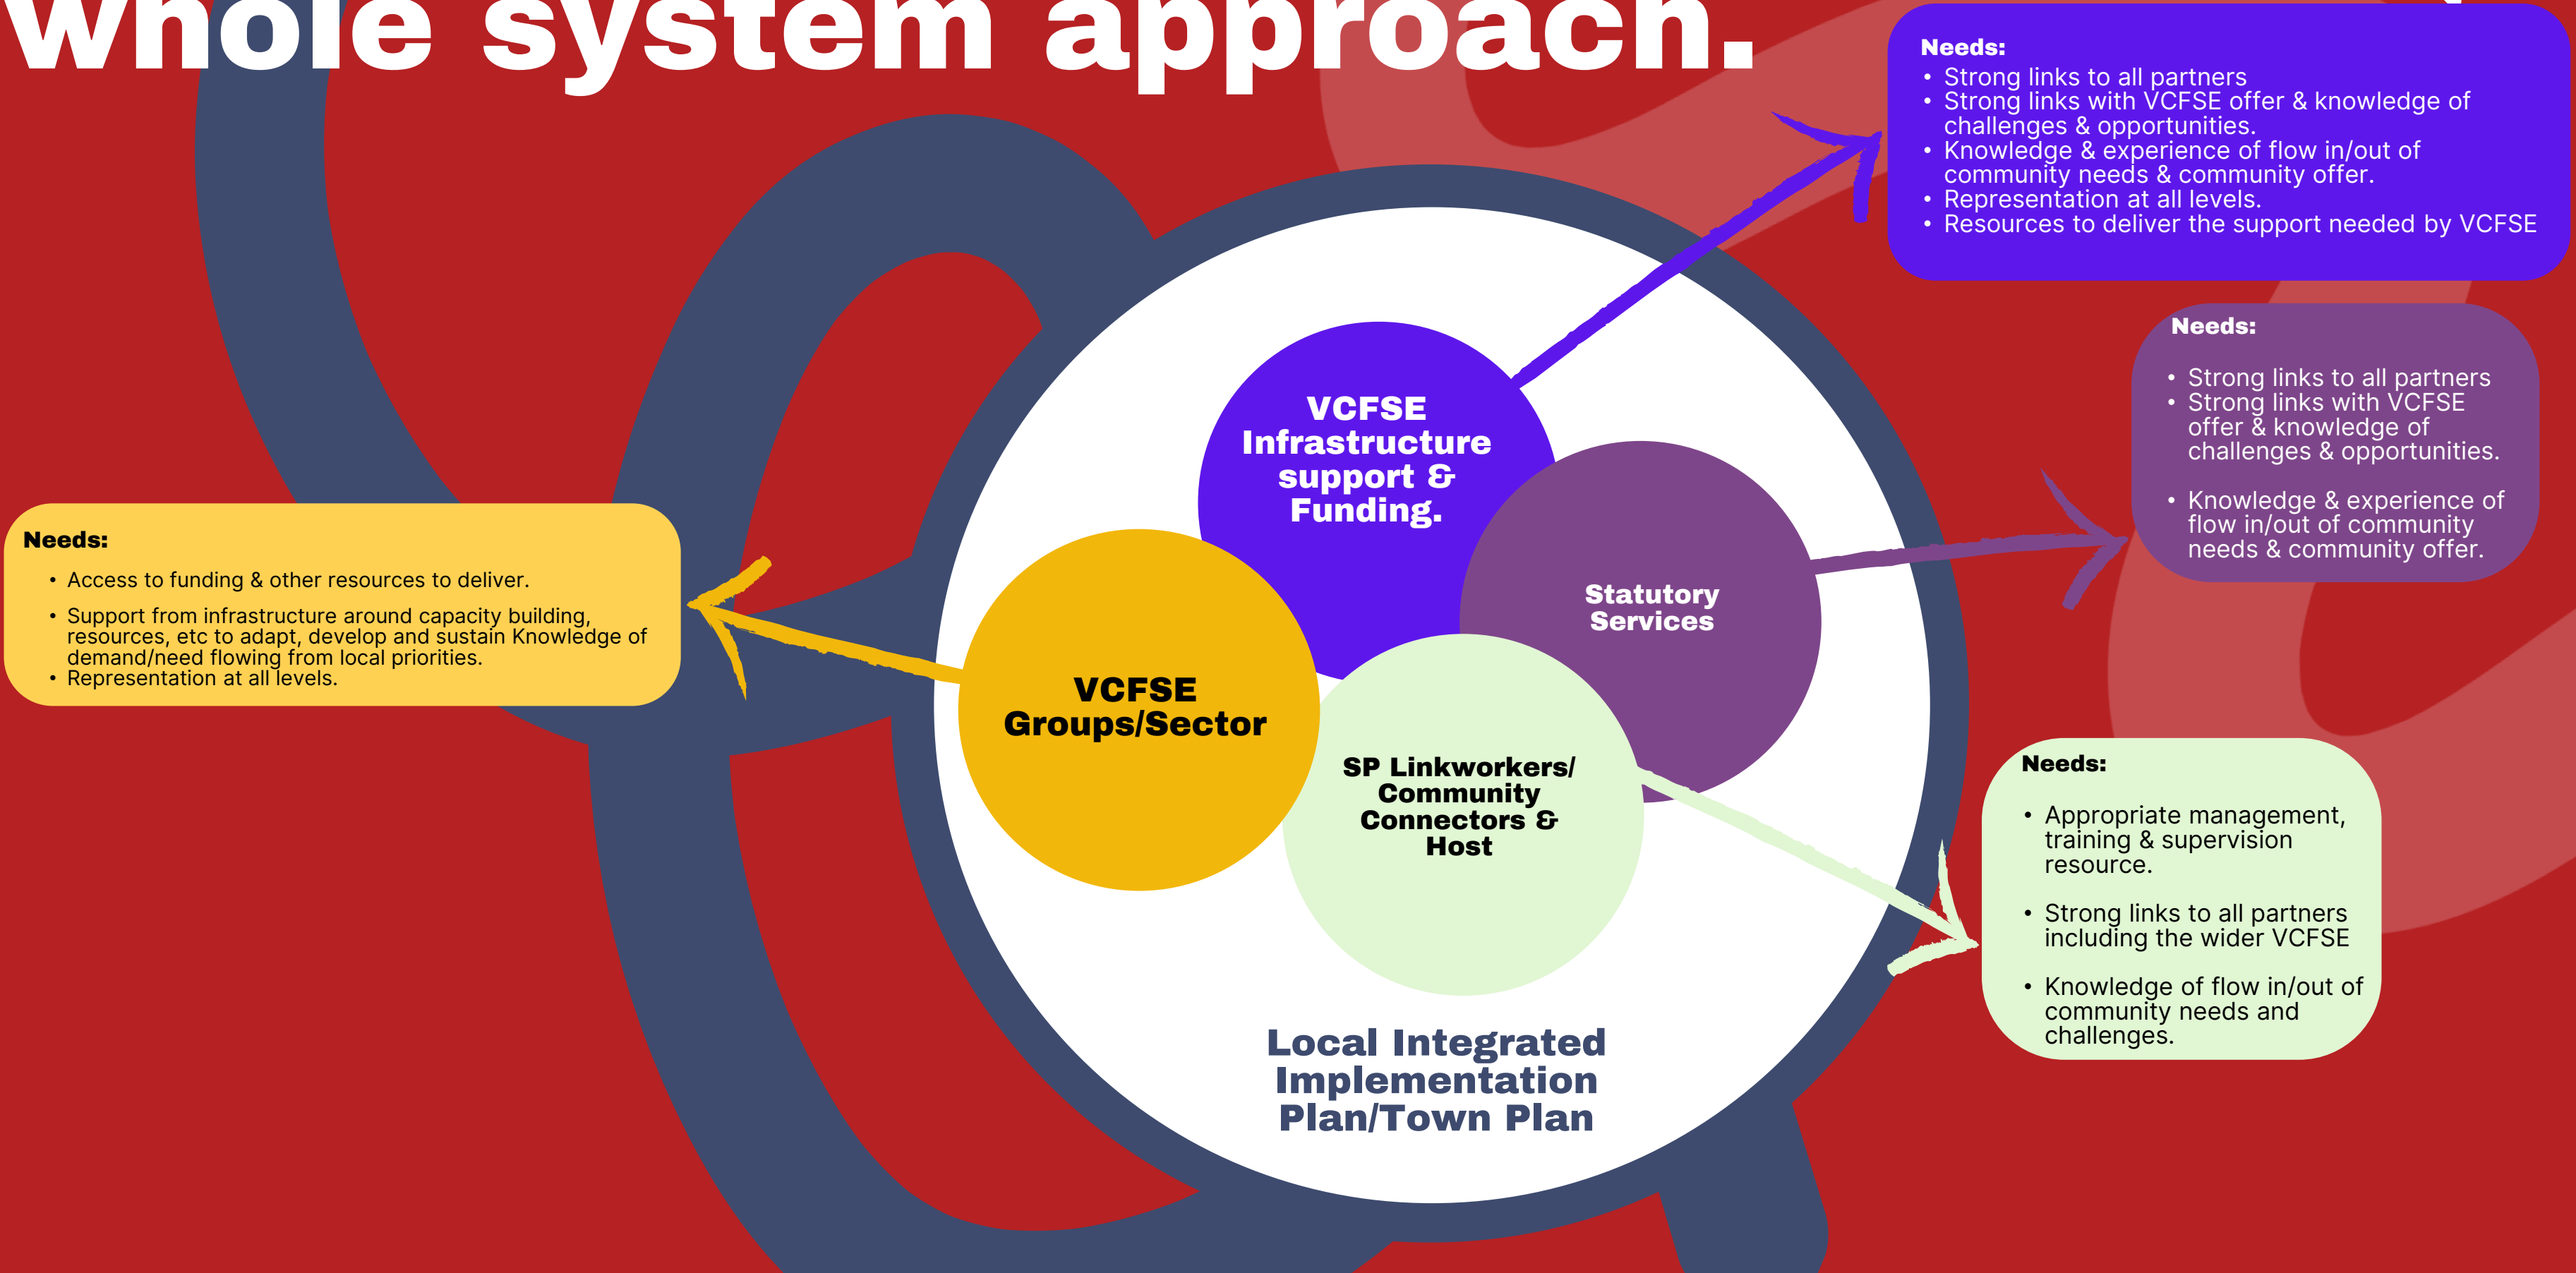 whole system approach.
Needs:
• Strong links to all partners
• Strong links with VCFSE offer & knowledge of
challenges & opportunities.
• Knowledge & experience of flow in/out of
community needs & community offer.
• Representation at all levels.
• Resources to deliver the support needed by VCFSE
Needs:
• Strong links to all partners
• Strong links with VCFSE
offer & knowledge of
challenges & opportunities.
• Knowledge & experience of
flow in/out of community
needs & community offer.
VCFSE
Infrastructure
support &
Funding.
Statutory
Services
Needs:
• Access to funding & other resources to deliver.
• Support from infrastructure around capacity building,
resources, etc to adapt, develop and sustain Knowledge of
demand/need flowing from local priorities.
• Representation at all levels.
VCFSE
Groups/Sector
SP Linkworkers/
Community
Connectors &
Host
Needs:
• Appropriate management,
training & supervision
resource.
• Strong links to all partners
including the wider VCFSE
• Knowledge of flow in/out of
community needs and
challenges.
Local Integrated
Implementation
Plan/Town Plan